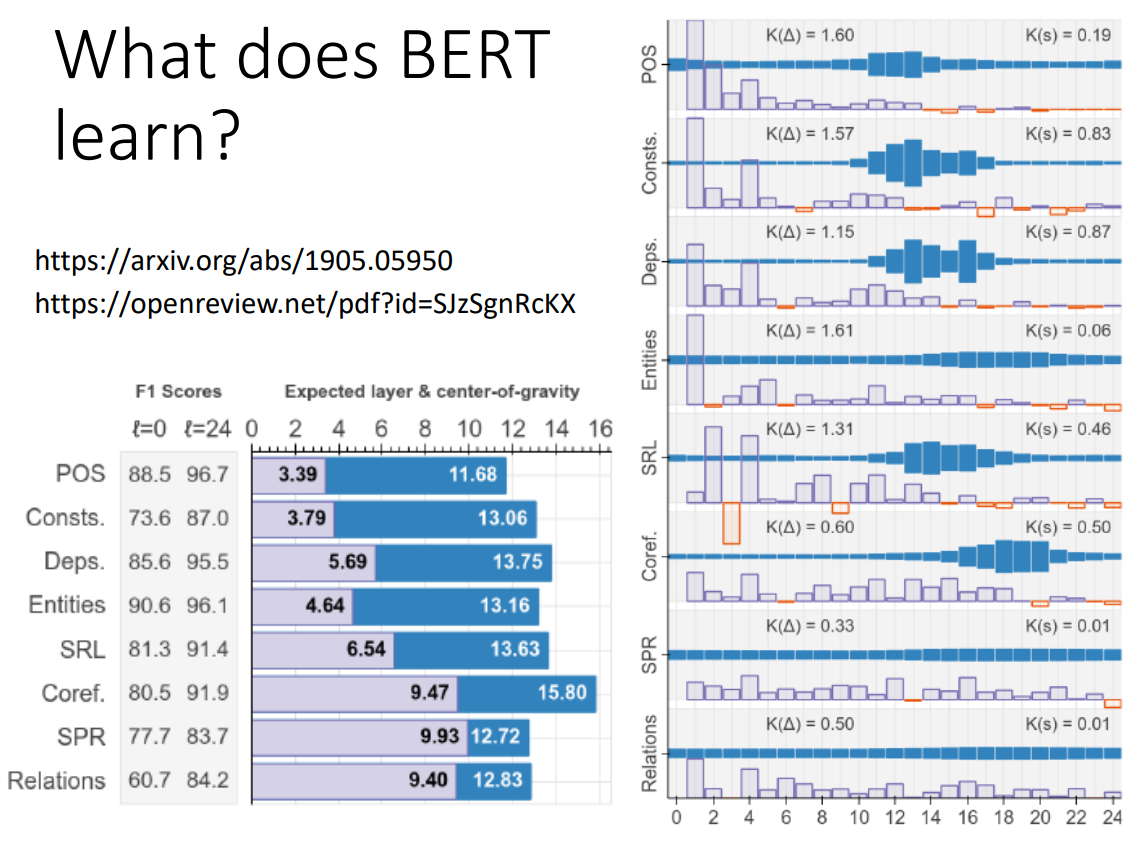 What does BERT
learn?
https://arxiv.org/abs/1905.05950
https://openreview.net/pdf?id=SJzSgnRcKX
F1 Scores Expected layer & center-of-gravity
ℓ=0 ℓ=24 0 2 4 6 8 10 12 14 16
POS 88.5 96.7 3.39 11.68
Consts. 73.6 87.0 3.79 13.06
Deps. 85.6 95.5 5.69 13.75
Entities 90.6 96.1 4.64 13.16
SRL 81.3 91.4 6.54 13.63
Coref. 80.5 91.9 9.47 15.80
SPR 77.7 83.7 9.93 12.72
Relations 60.7 84.2 9.40 12.83
POS K(Δ) = 1.60 K(s) = 0.19
Consts. K(Δ) = 1.57 K(s) = 0.83
Deps. K(Δ) = 1.15 K(s) = 0.87
Entities K(Δ) = 1.61 K(s) = 0.06
SRL K(Δ) = 1.31 K(s) = 0.46
Coref. K(Δ) = 0.60 K(s) = 0.50
SPR K(Δ) = 0.33 K(s) = 0.01
Relations K(Δ) = 0.50 K(s) = 0.01
0 2 4 6 8 10 12 14 16 18 20 22 24